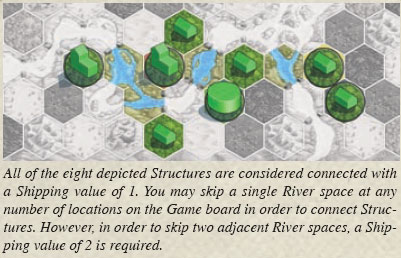 All of the eight depicted Structures are considered connected with
a Shipping value of 1. You may skip a single River space at any
number of locations on the Game board in order to connect Struc-
tures. However, in order to skip two adjacent River spaces, a Ship-
ping value of 2 is required.